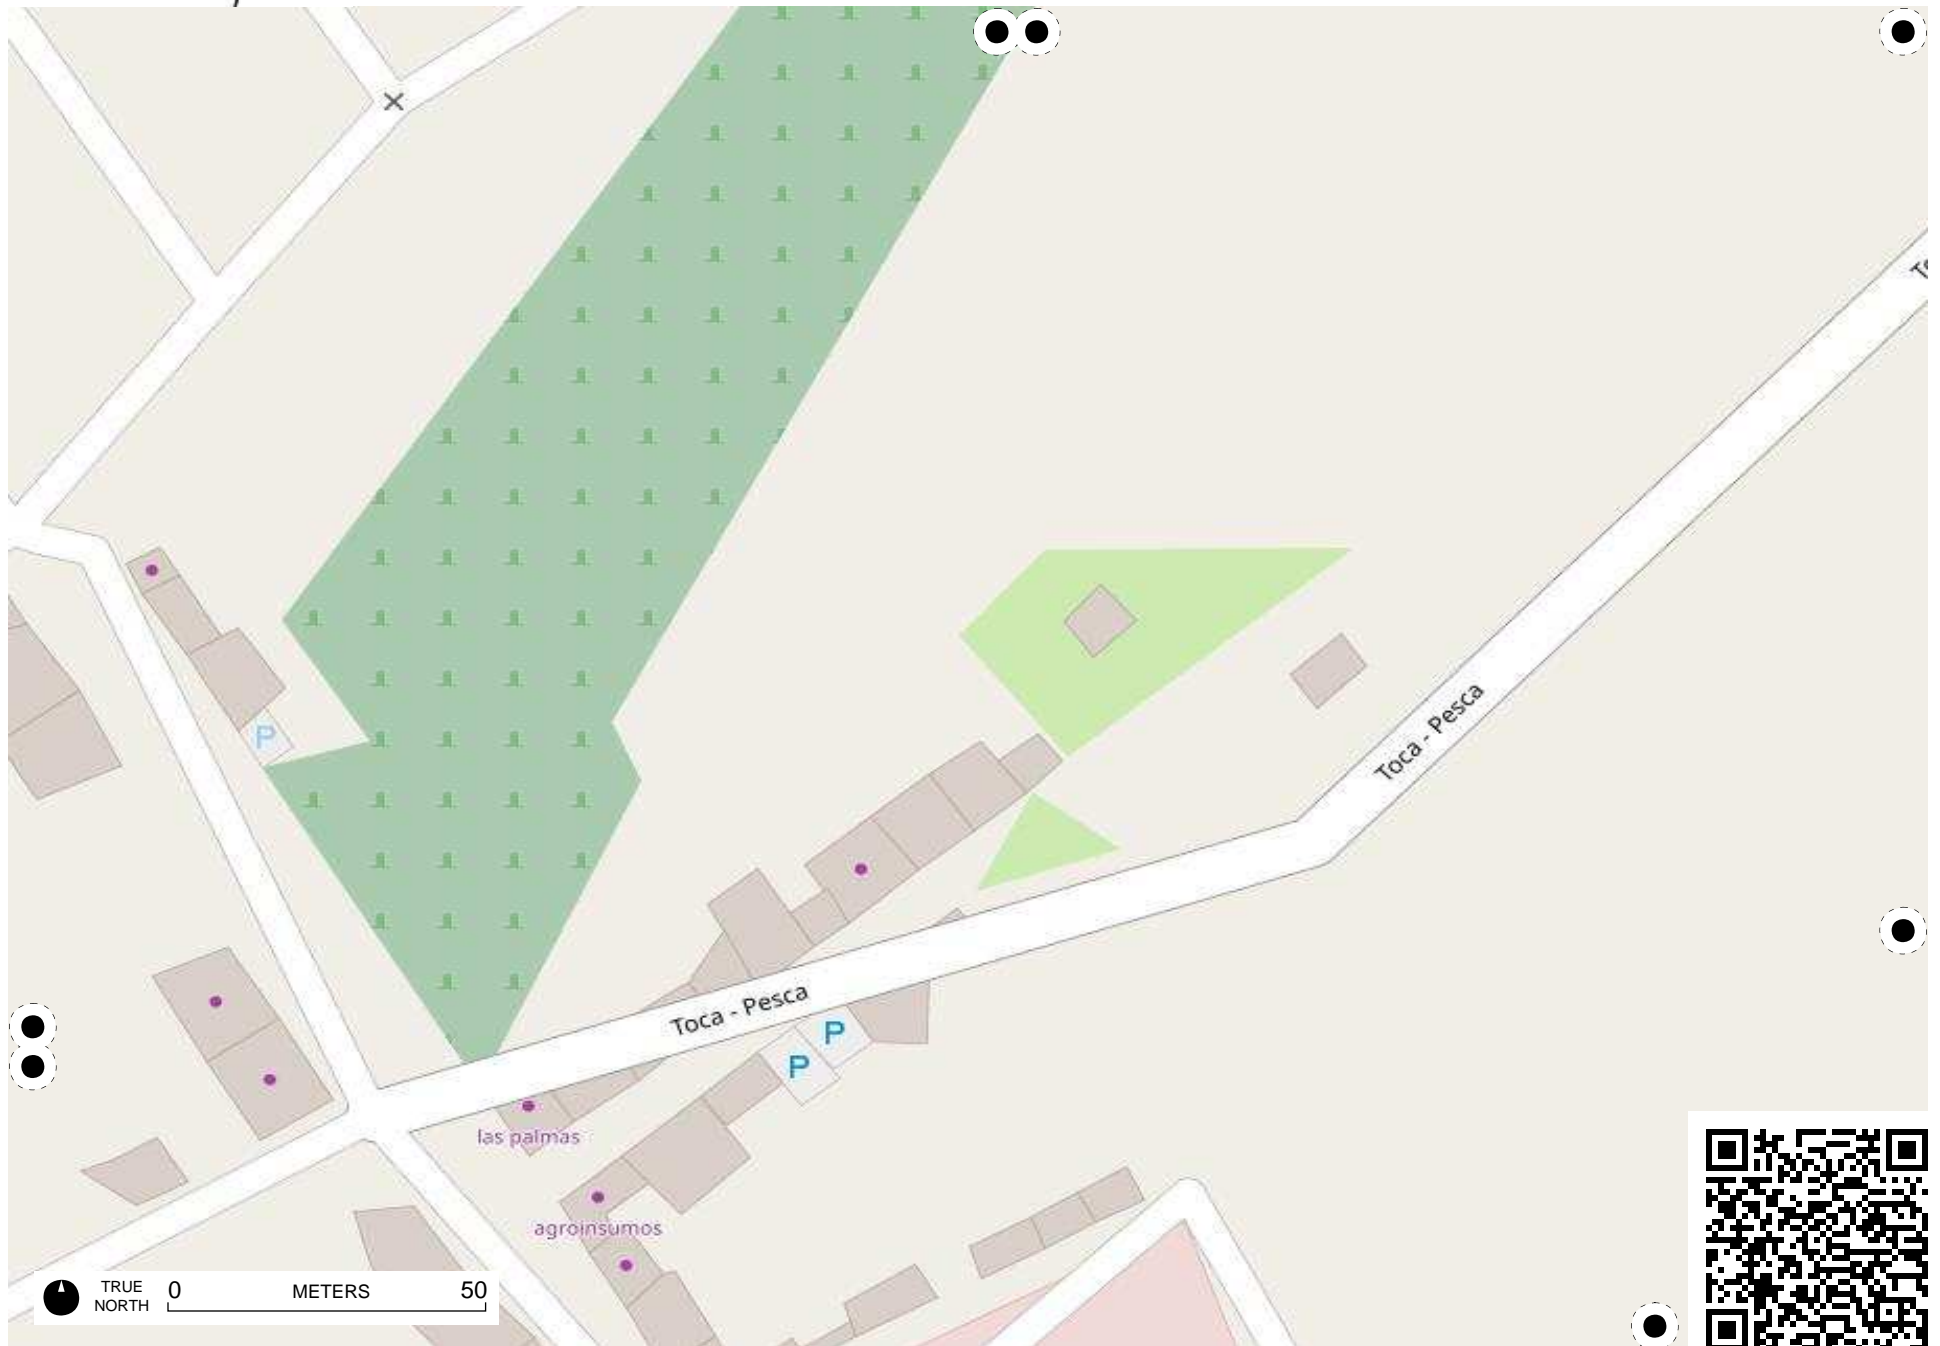 P
Toca - Pesca
Toca - Pesca
P
P
las palmas
agroinsumos
TRUE
NORTH
0 METERS 50